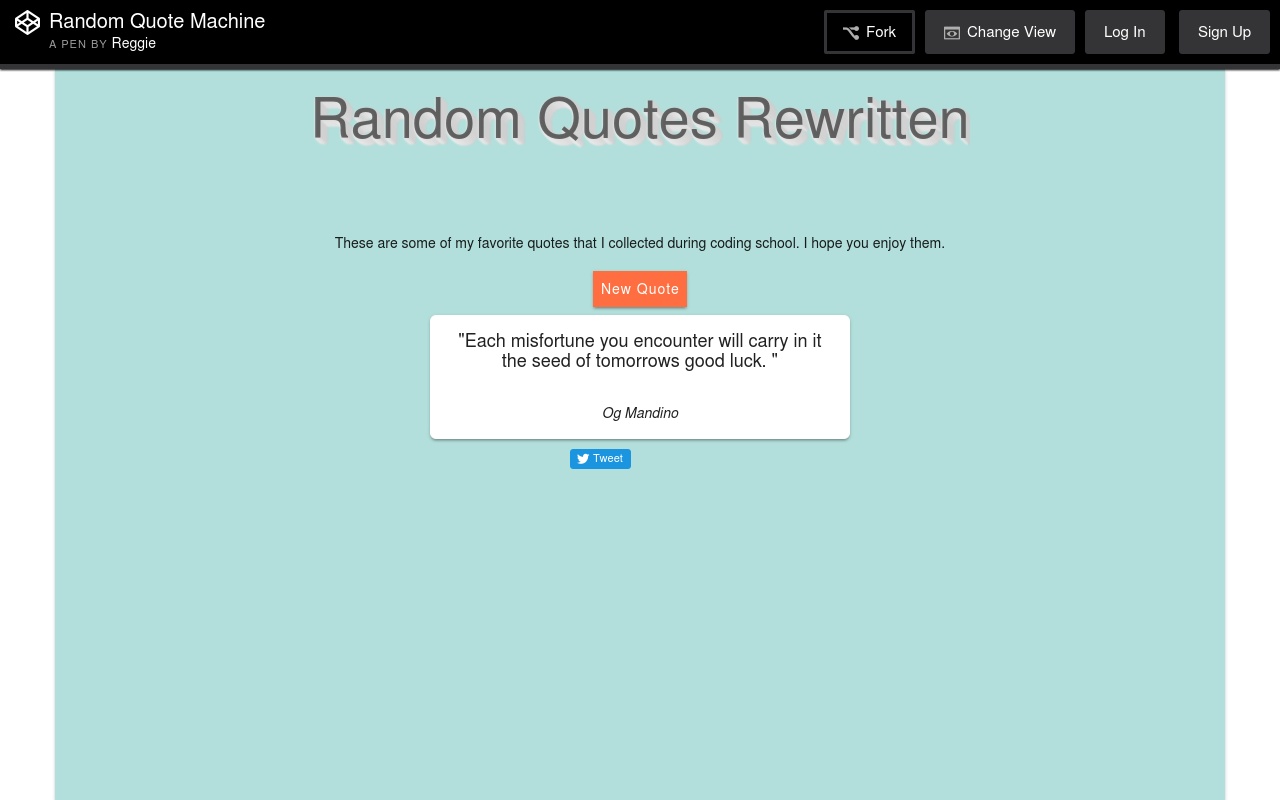 Random Quote Machine
A PEN BY Reggie
Fork
Change View
Log In
Sign Up
Random Quotes Rewritten
These are some of my favorite quotes that I collected during coding school. I hope you enjoy them.
New Quote
"Each misfortune you encounter will carry in it
the seed of tomorrows good luck. "
Og Mandino
Tweet